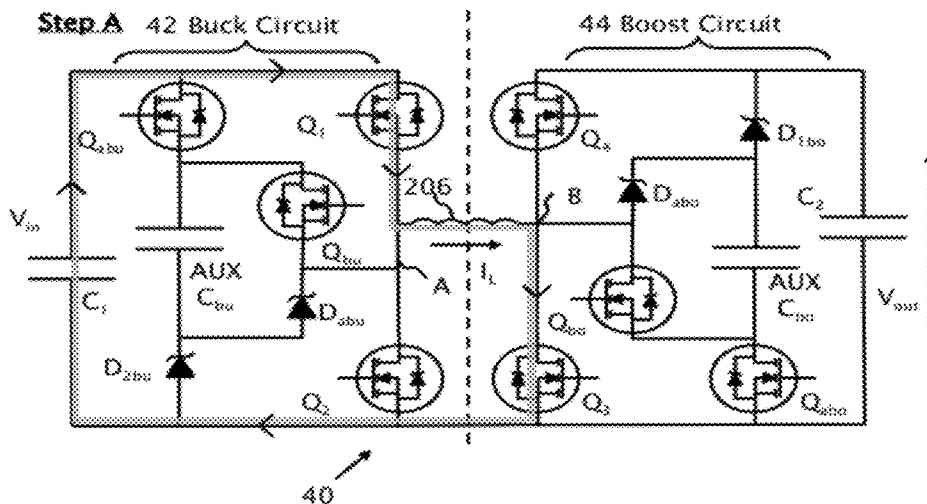 Step A
42 Buck Circuit
44 Boost Circuit
Qabu
Q1
Q4
D1bo
206
B
Dabo
C2
Vin
Qbu
AUX
Cbu
A
IL
AUX
Cbo
C1
Dabu
Qbo
Vout
D2bu
Q2
Q3
Qabo
40